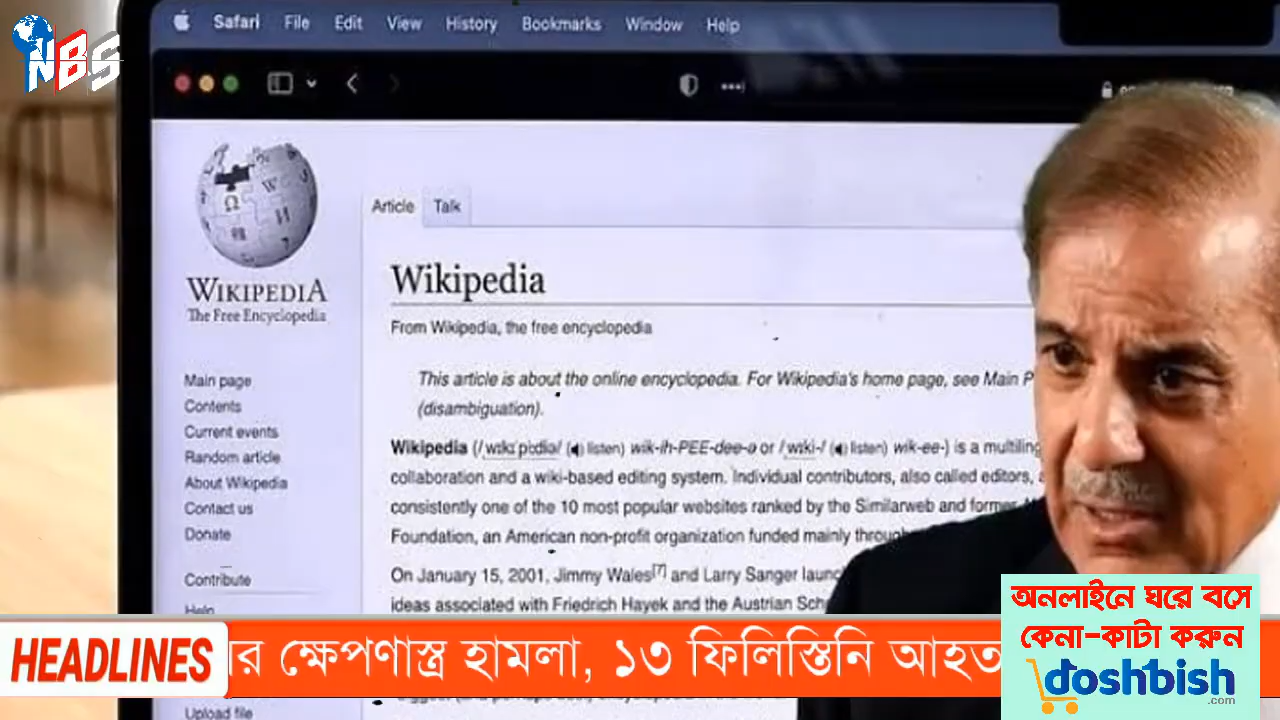 Safari File Edit View History Bookmarks Window Help
NBS
WIKIPEDIA
The Free Encyclopedia
Main page
Contents
Current events
Random article
About Wikipedia
Contact us
Donate
Contribute
Help
Upload file
Article Talk
Wikipedia
From Wikipedia, the free encyclopedia
This article is about the online encyclopedia. For Wikipedia's home page, see Main P
(disambiguation).
Wikipedia (/ (listen) wik-ih-PEE-dee-ə or / (listen) wik-ee-) is a multiling
collaboration and a wiki-based editing system. Individual contributors, also called editors,
consistently one of the 10 most popular websites ranked by the Similarweb and former
Foundation, an American non-profit organization funded mainly through
On January 15, 2001, Jimmy Wales[7] and Larry Sanger laun
ideas associated with Friedrich Hayek and the Austrian Sch
HEADLINES
ার ক্ষেপণাস্ত্র হামলা, ১৩ ফিলিস্তিনি আহত
অনলাইনে ঘরে বসে
কেনা-কাটা করুন
doshbish
.com